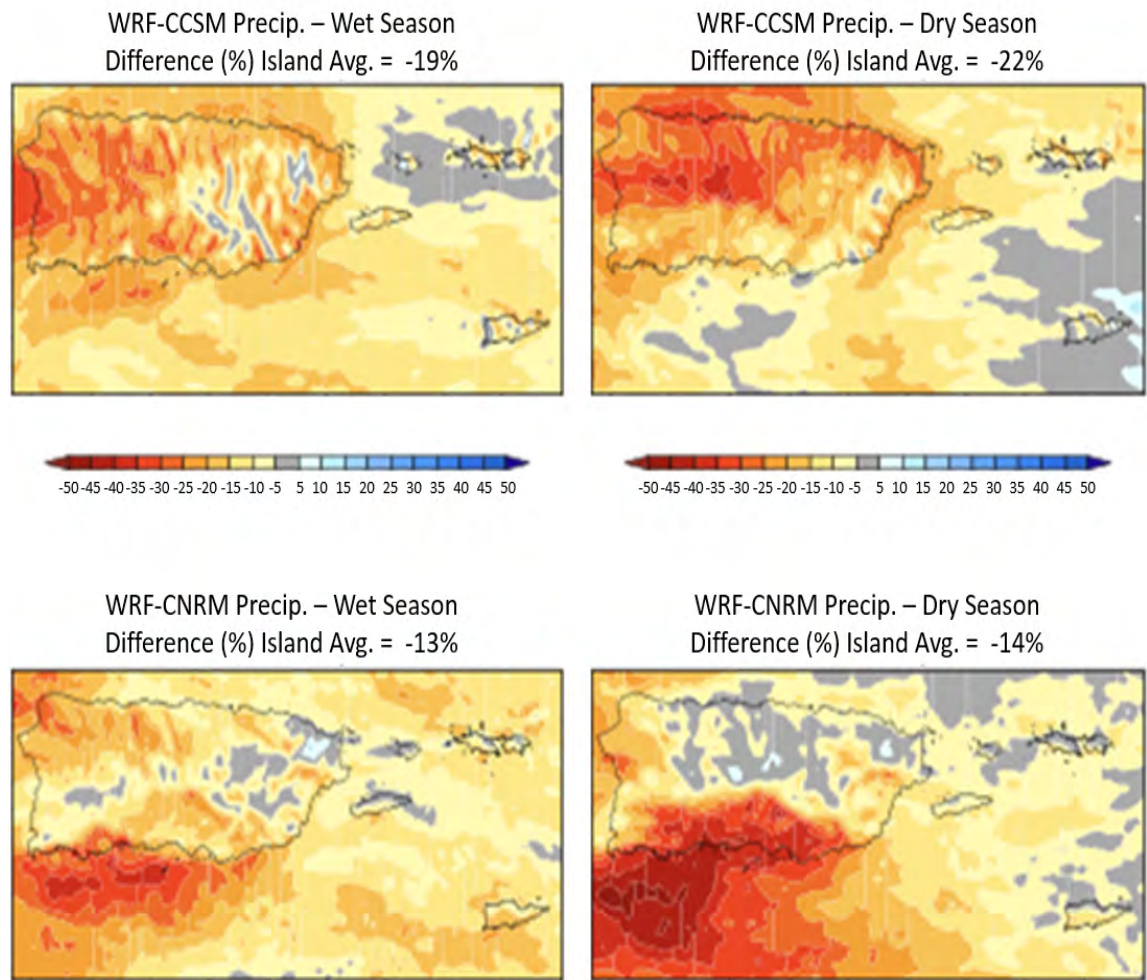 WRF-CCSM Precip. – Wet Season
Difference (%) Island Avg. = -19%
WRF-CCSM Precip. – Dry Season
Difference (%) Island Avg. = -22%
-50 -45 -40 -35 -30 -25 -20 -15 -10 -5 5 10 15 20 25 30 35 40 45 50
-50 -45 -40 -35 -30 -25 -20 -15 -10 -5 5 10 15 20 25 30 35 40 45 50
WRF-CNRM Precip. – Wet Season
Difference (%) Island Avg. = -13%
WRF-CNRM Precip. – Dry Season
Difference (%) Island Avg. = -14%